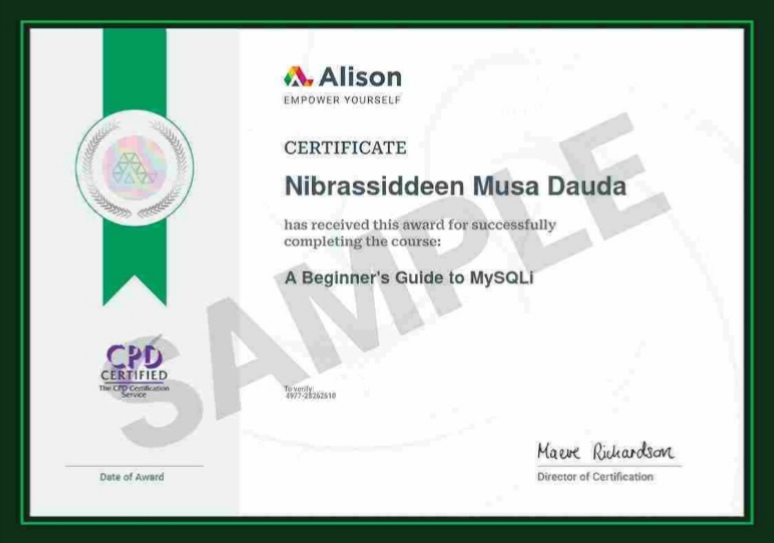 Alison
EMPOWER YOURSELF
CERTIFICATE
Nibrassiddeen Musa Dauda
has received this award for successfully
completing the course:
A Beginner's Guide to MySQLi
SAMPLE
CPD
CERTIFIED
The CPD Certification
Service
To verify:
4977-28262610
Maeve Richardson
Date of Award
Director of Certification